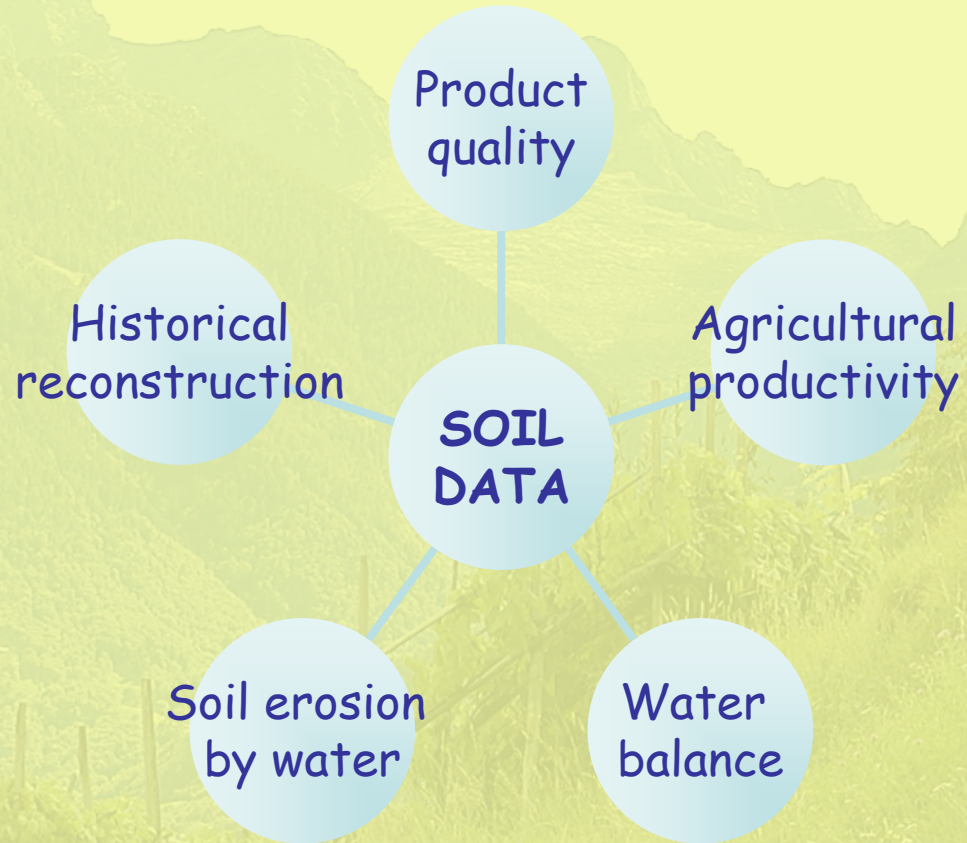 Product
quality
Historical
reconstruction
Agricultural
productivity
SOIL
DATA
Soil erosion
by water
Water
balance